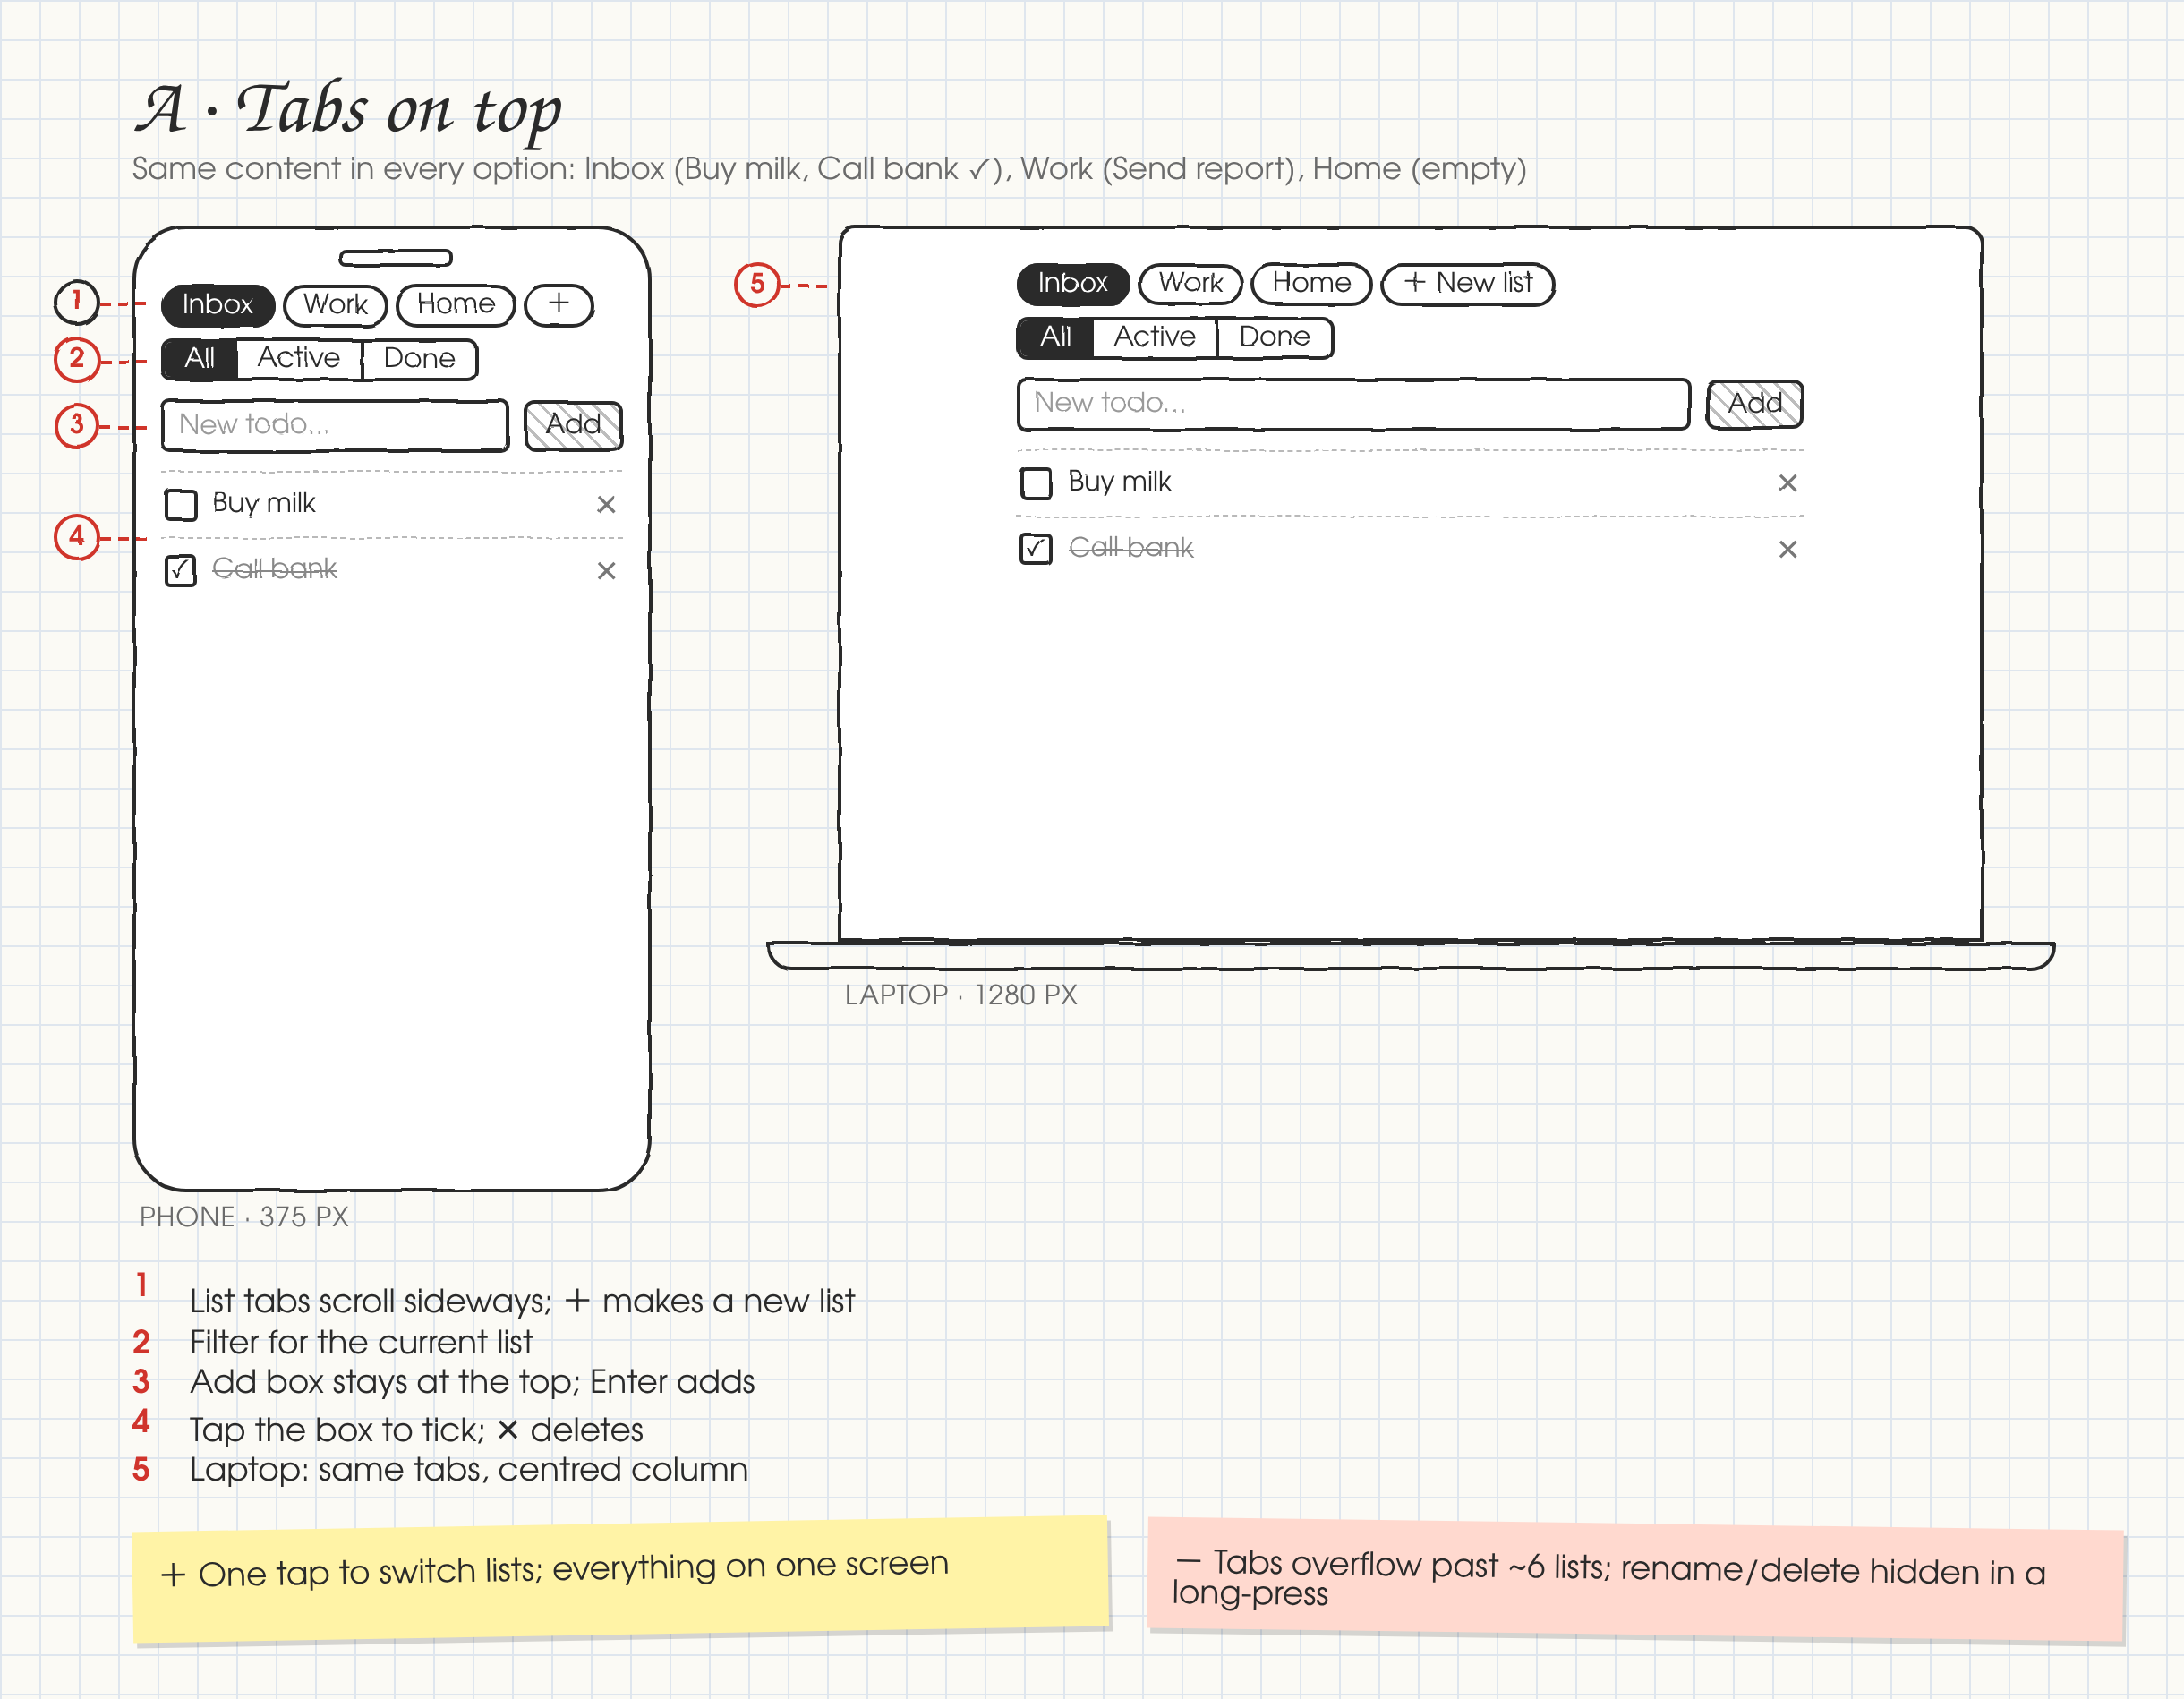 A · Tabs on top
Same content in every option: Inbox (Buy milk, Call bank ✓), Work (Send report), Home (empty)
1
Inbox Work Home +
2
All Active Done
3
New todo... Add
Buy milk ✕
4
✓ Call bank ✕
PHONE · 375 PX
5
Inbox Work Home + New list
All Active Done
New todo... Add
Buy milk ✕
✓ Call bank ✕
LAPTOP · 1280 PX
1 List tabs scroll sideways; + makes a new list
2 Filter for the current list
3 Add box stays at the top; Enter adds
4 Tap the box to tick; ✕ deletes
5 Laptop: same tabs, centred column
+ One tap to switch lists; everything on one screen
− Tabs overflow past ~6 lists; rename/delete hidden in a
long-press